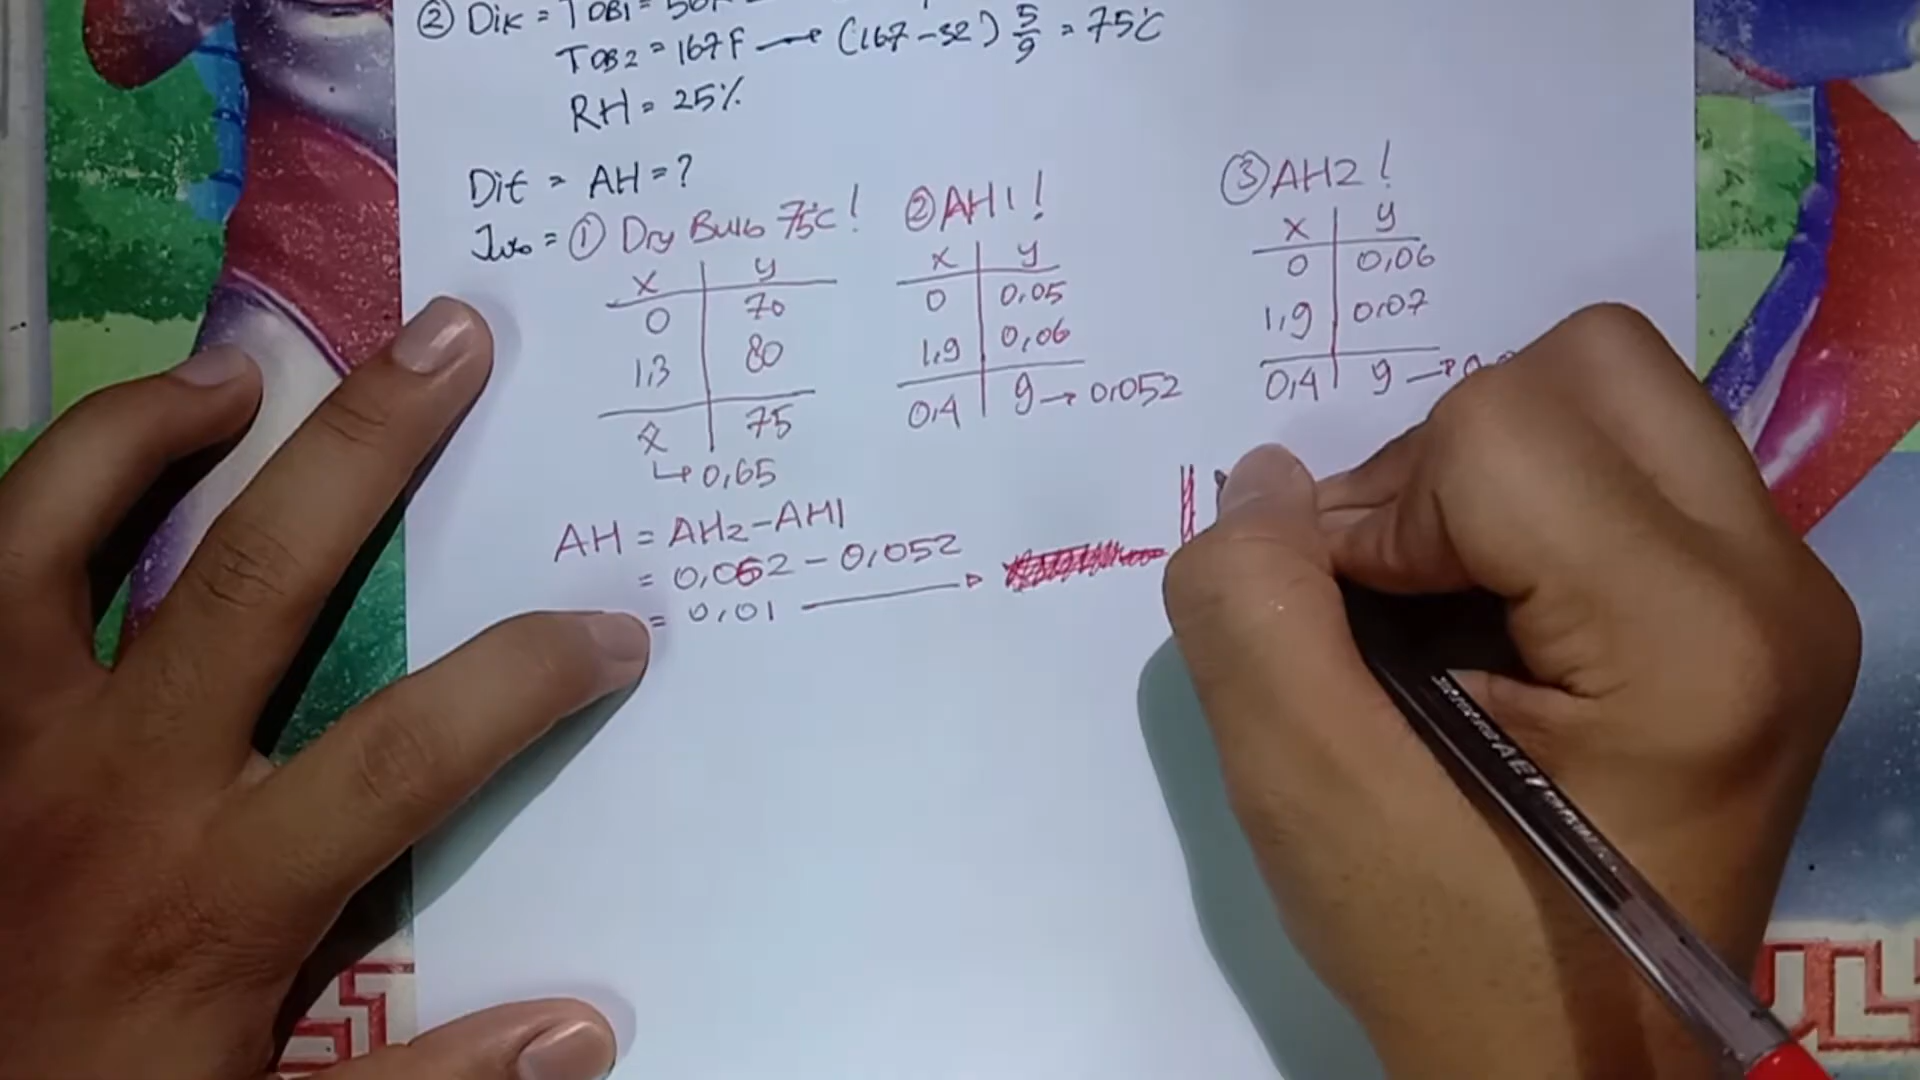 ② Dik = TDB1 =
TDB2 = 167F → (167-32) 5/9 = 75°C
RH = 25%
Dit = AH = ?
Jwb = ① Dry Bulb 75°C!
x y
0 70
1,3 80
x 75
↳ 0,65
② AH1!
x y
0 0,05
1,9 0,06
0,4 y → 0,052
③ AH2!
x y
0 0,06
1,9 0,07
0,4 y →
AH = AH2 - AH1
= 0,062 - 0,052
= 0,01